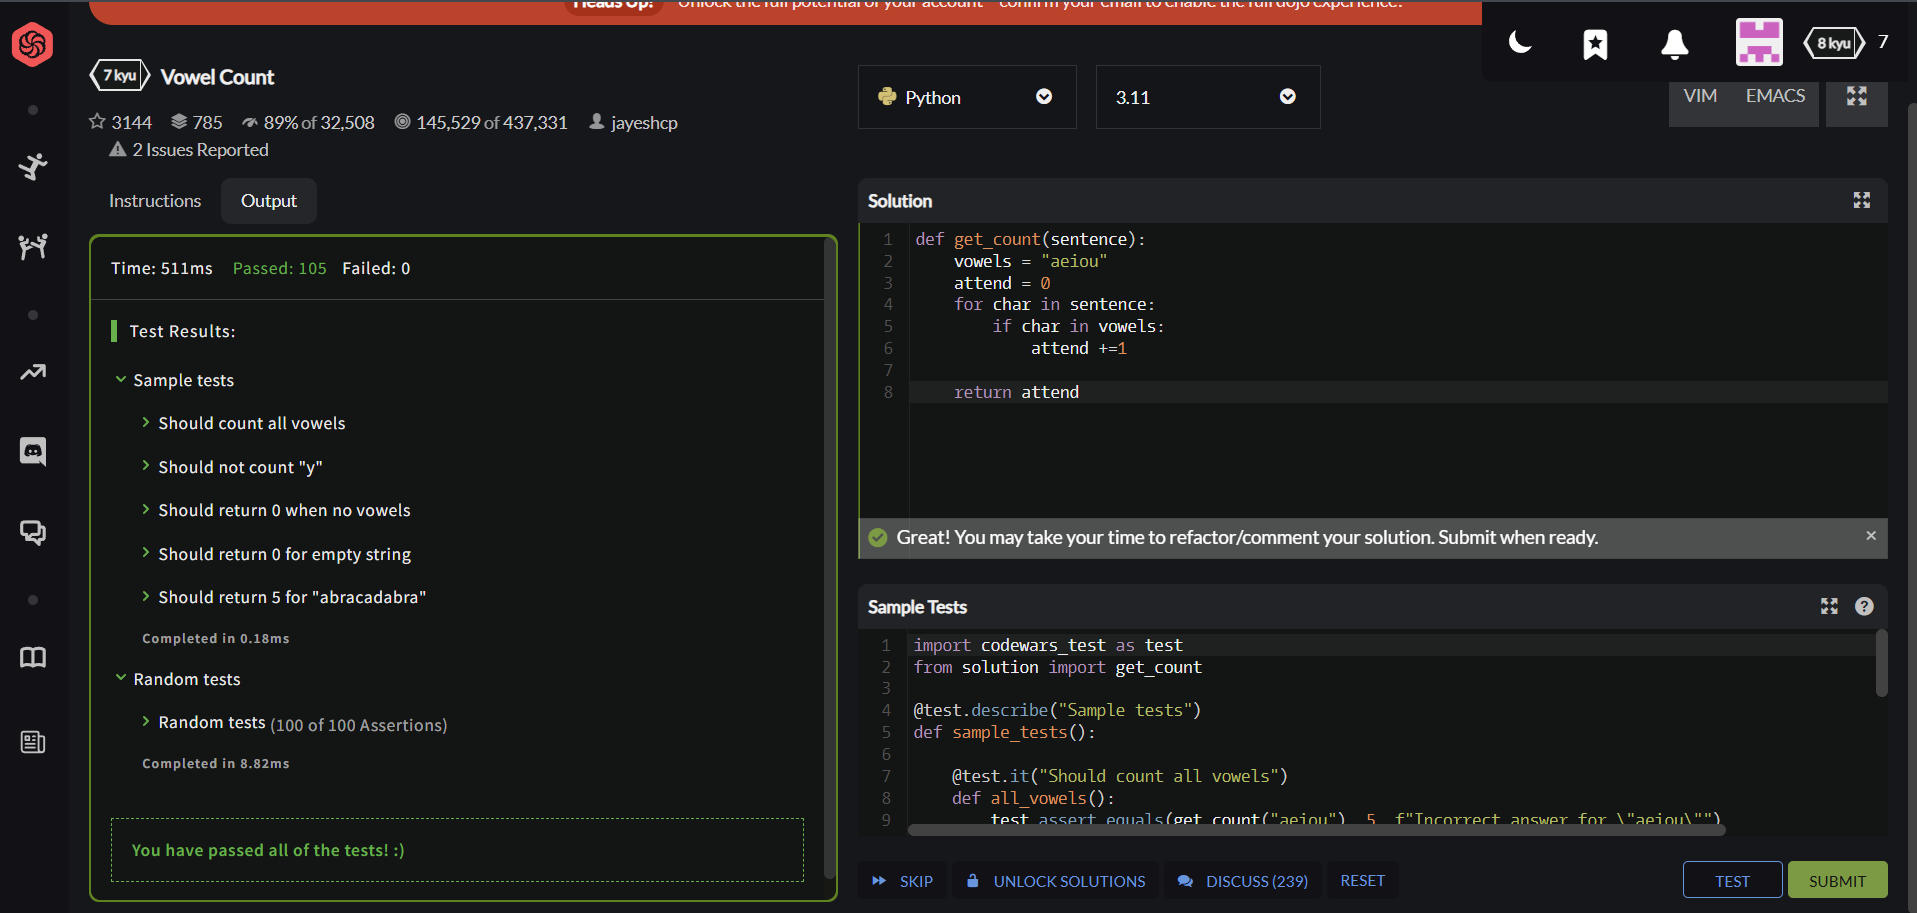 Heads Up! Unlock the full potential of your account - confirm your email to enable the full dojo experience.
8 kyu 7
7 kyu Vowel Count
3144 785 89% of 32,508 145,529 of 437,331 jayeshcp
2 Issues Reported
Python 3.11
VIM EMACS
Instructions Output
Time: 511ms Passed: 105 Failed: 0
Test Results:
Sample tests
Should count all vowels
Should not count "y"
Should return 0 when no vowels
Should return 0 for empty string
Should return 5 for "abracadabra"
Completed in 0.18ms
Random tests
Random tests (100 of 100 Assertions)
Completed in 8.82ms
You have passed all of the tests! :)
Solution
1 def get_count(sentence):
2 vowels = "aeiou"
3 attend = 0
4 for char in sentence:
5 if char in vowels:
6 attend +=1
7
8 return attend
Great! You may take your time to refactor/comment your solution. Submit when ready. ×
Sample Tests ?
1 import codewars_test as test
2 from solution import get_count
3
4 @test.describe("Sample tests")
5 def sample_tests():
6
7 @test.it("Should count all vowels")
8 def all_vowels():
9 test.assert_equals(get_count("aeiou"), 5, f"Incorrect answer for \"aeiou\"")
SKIP UNLOCK SOLUTIONS DISCUSS (239) RESET
TEST SUBMIT